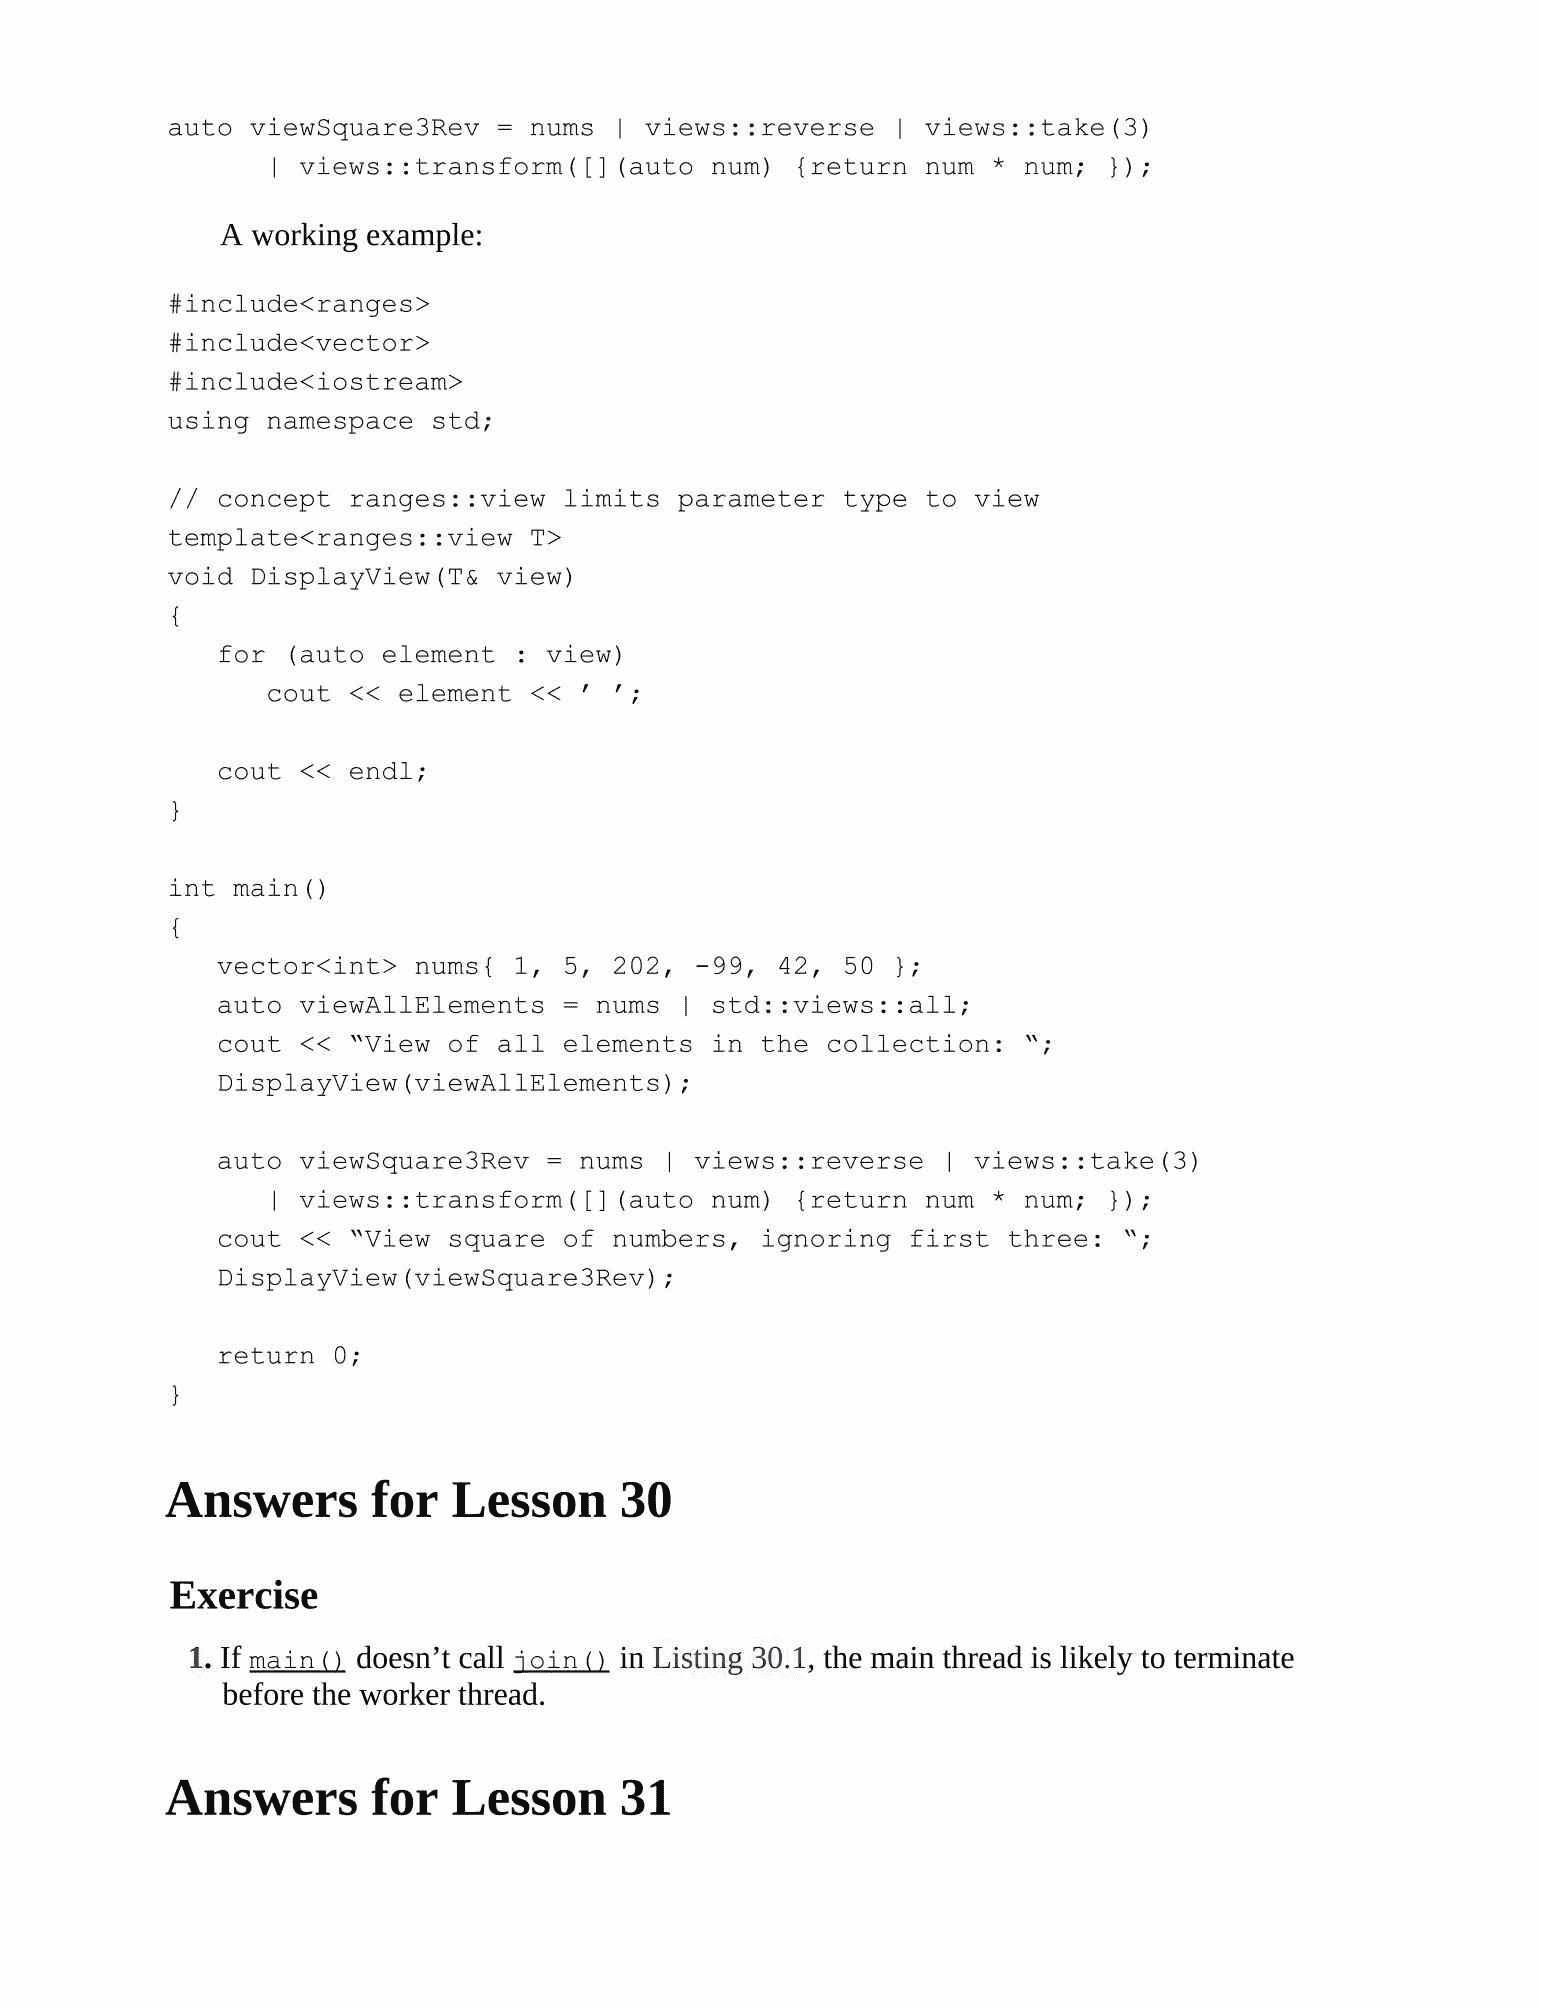 auto viewSquare3Rev = nums | views::reverse | views::take(3)
      | views::transform([](auto num) {return num * num; });
A working example:
#include<ranges>
#include<vector>
#include<iostream>
using namespace std;
// concept ranges::view limits parameter type to view
template<ranges::view T>
void DisplayView(T& view)
{
   for (auto element : view)
      cout << element << ’ ’;
   cout << endl;
}
int main()
{
   vector<int> nums{ 1, 5, 202, -99, 42, 50 };
   auto viewAllElements = nums | std::views::all;
   cout << “View of all elements in the collection: “;
   DisplayView(viewAllElements);
   auto viewSquare3Rev = nums | views::reverse | views::take(3)
      | views::transform([](auto num) {return num * num; });
   cout << “View square of numbers, ignoring first three: “;
   DisplayView(viewSquare3Rev);
   return 0;
}
Answers for Lesson 30
Exercise
1. If main() doesn’t call join() in Listing 30.1, the main thread is likely to terminate
before the worker thread.
Answers for Lesson 31